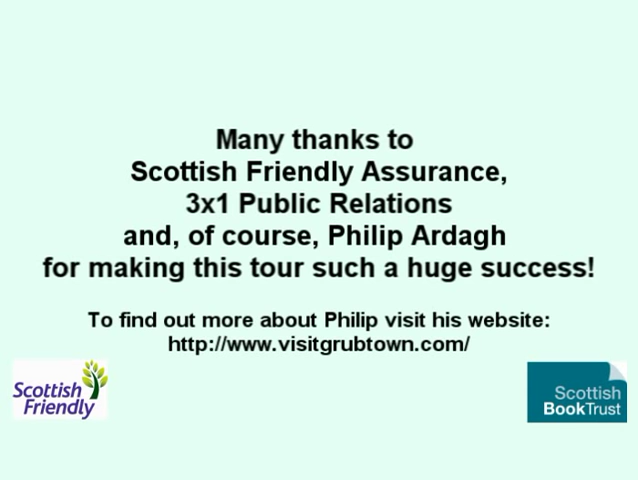 Many thanks to
Scottish Friendly Assurance,
3x1 Public Relations
and, of course, Philip Ardagh
for making this tour such a huge success!
To find out more about Philip visit his website:
http://www.visitgrubtown.com/
Scottish
Friendly
Scottish
BookTrust